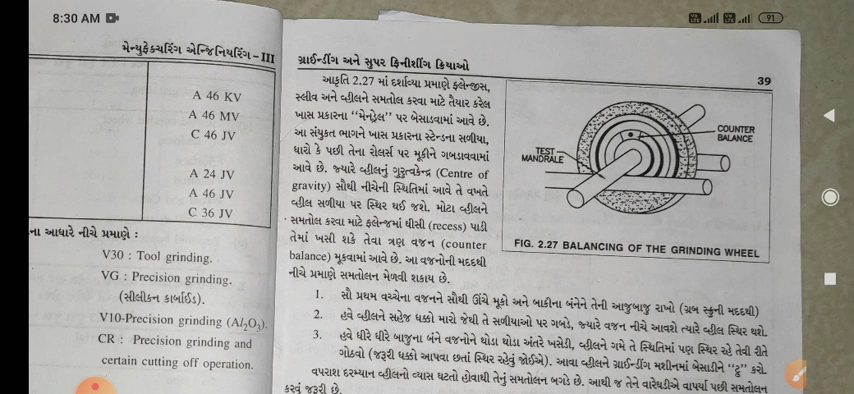 8:30 AM
91
મેન્યુફેક્ચરિંગ એન્જિનિયરિંગ - III
A 46 KV
A 46 MV
C 46 JV
A 24 JV
A 46 JV
C 36 JV
ના આધારે નીચે પ્રમાણે :
V30 : Tool grinding.
VG : Precision grinding.
(સીલીકન કાર્બાઈડ).
V10-Precision grinding (Al₂O₃).
CR : Precision grinding and
certain cutting off operation.
ગ્રાઈન્ડીંગ અને સુપર ફિનીશીંગ ક્રિયાઓ
39
આકૃતિ 2.27 માં દર્શાવ્યા પ્રમાણે ફ્લેન્જીસ,
સ્લીવ અને વ્હીલને સમતોલ કરવા માટે તૈયાર કરેલ
ખાસ પ્રકારના "મેન્ડ્રેલ" પર બેસાડવામાં આવે છે.
આ સંયુક્ત ભાગને ખાસ પ્રકારના સ્ટેન્ડના સળીયા,
ધારો કે પછી તેના રોલર્સ પર મૂકીને ગબડાવવામાં
આવે છે. જ્યારે વ્હીલનું ગુરુત્વકેન્દ્ર (Centre of
gravity) સૌથી નીચેની સ્થિતિમાં આવે તે વખતે
વ્હીલ સળીયા પર સ્થિર થઈ જશે. મોટા વ્હીલને
સમતોલ કરવા માટે ફ્લેન્જમાં ઘીસી (recess) પાડી
તેમાં ખસી શકે તેવા ત્રણ વજન (counter
balance) મૂકવામાં આવે છે. આ વજનોની મદદથી
નીચે પ્રમાણે સમતોલન મેળવી શકાય છે.
COUNTER
BALANCE
TEST
MANDRALE
FIG. 2.27 BALANCING OF THE GRINDING WHEEL
1. સૌ પ્રથમ વચ્ચેના વજનને સૌથી ઊંચે મૂકો અને બાકીના બંનેને તેની આજુબાજુ રાખો (ગ્રબ સ્ક્રુની મદદથી)
2. હવે વ્હીલને સહેજ ધક્કો મારો જેથી તે સળીયાઓ પર ગબડે, જ્યારે વજન નીચે આવશે ત્યારે વ્હીલ સ્થિર થશે.
3. હવે ધીરે ધીરે બાજુના બંને વજનોને થોડા થોડા અંતરે ખસેડી, વ્હીલને ગમે તે સ્થિતિમાં પણ સ્થિર રહે તેવી રીતે
ગોઠવો (જરૂરી ધક્કો આપવા છતાં સ્થિર રહેવું જોઈએ). આવા વ્હીલને ગ્રાઈન્ડીંગ મશીનમાં બેસાડીને "ટ્રુ" કરો.
વપરાશ દરમ્યાન વ્હીલનો વ્યાસ ઘટતો હોવાથી તેનું સમતોલન બગડે છે. આથી જ તેને વારેઘડીએ વાપર્યા પછી સમતોલન
કરવું જરૂરી છે.